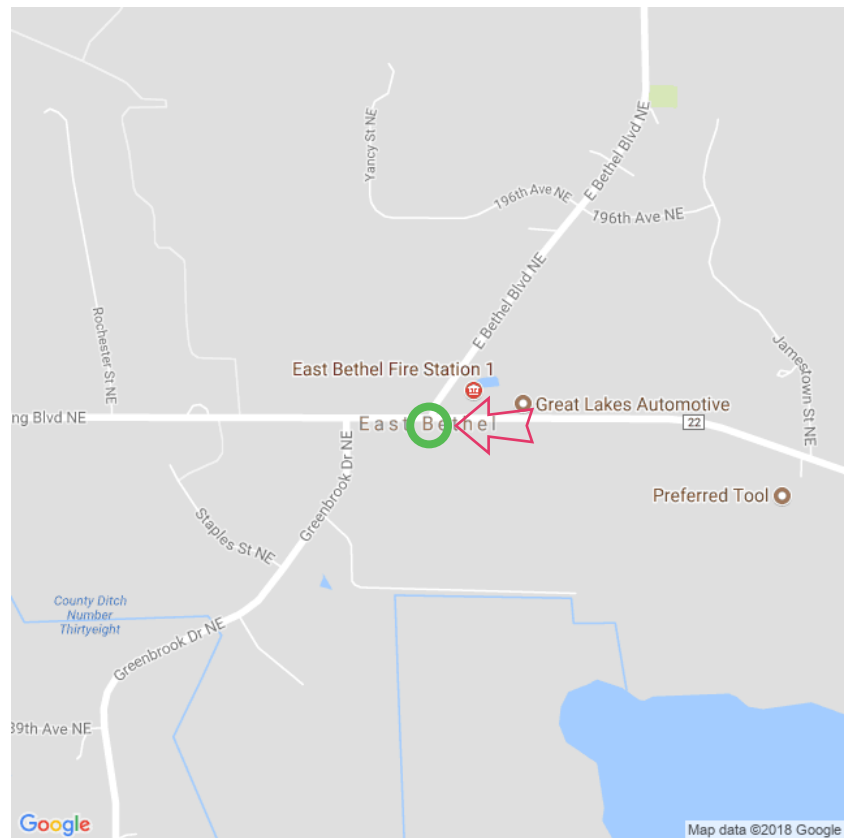 E Bethel Blvd NE
Yancy St NE
196th Ave NE
196th Ave NE
E Bethel Blvd NE
Rochester St NE
Jamestown St NE
East Bethel Fire Station 1
Great Lakes Automotive
ng Blvd NE
East Bethel
22
Greenbrook Dr NE
Preferred Tool
Staples St NE
County Ditch
Number
Thirtyeight
Greenbrook Dr NE
39th Ave NE
Google
Map data ©2018 Google